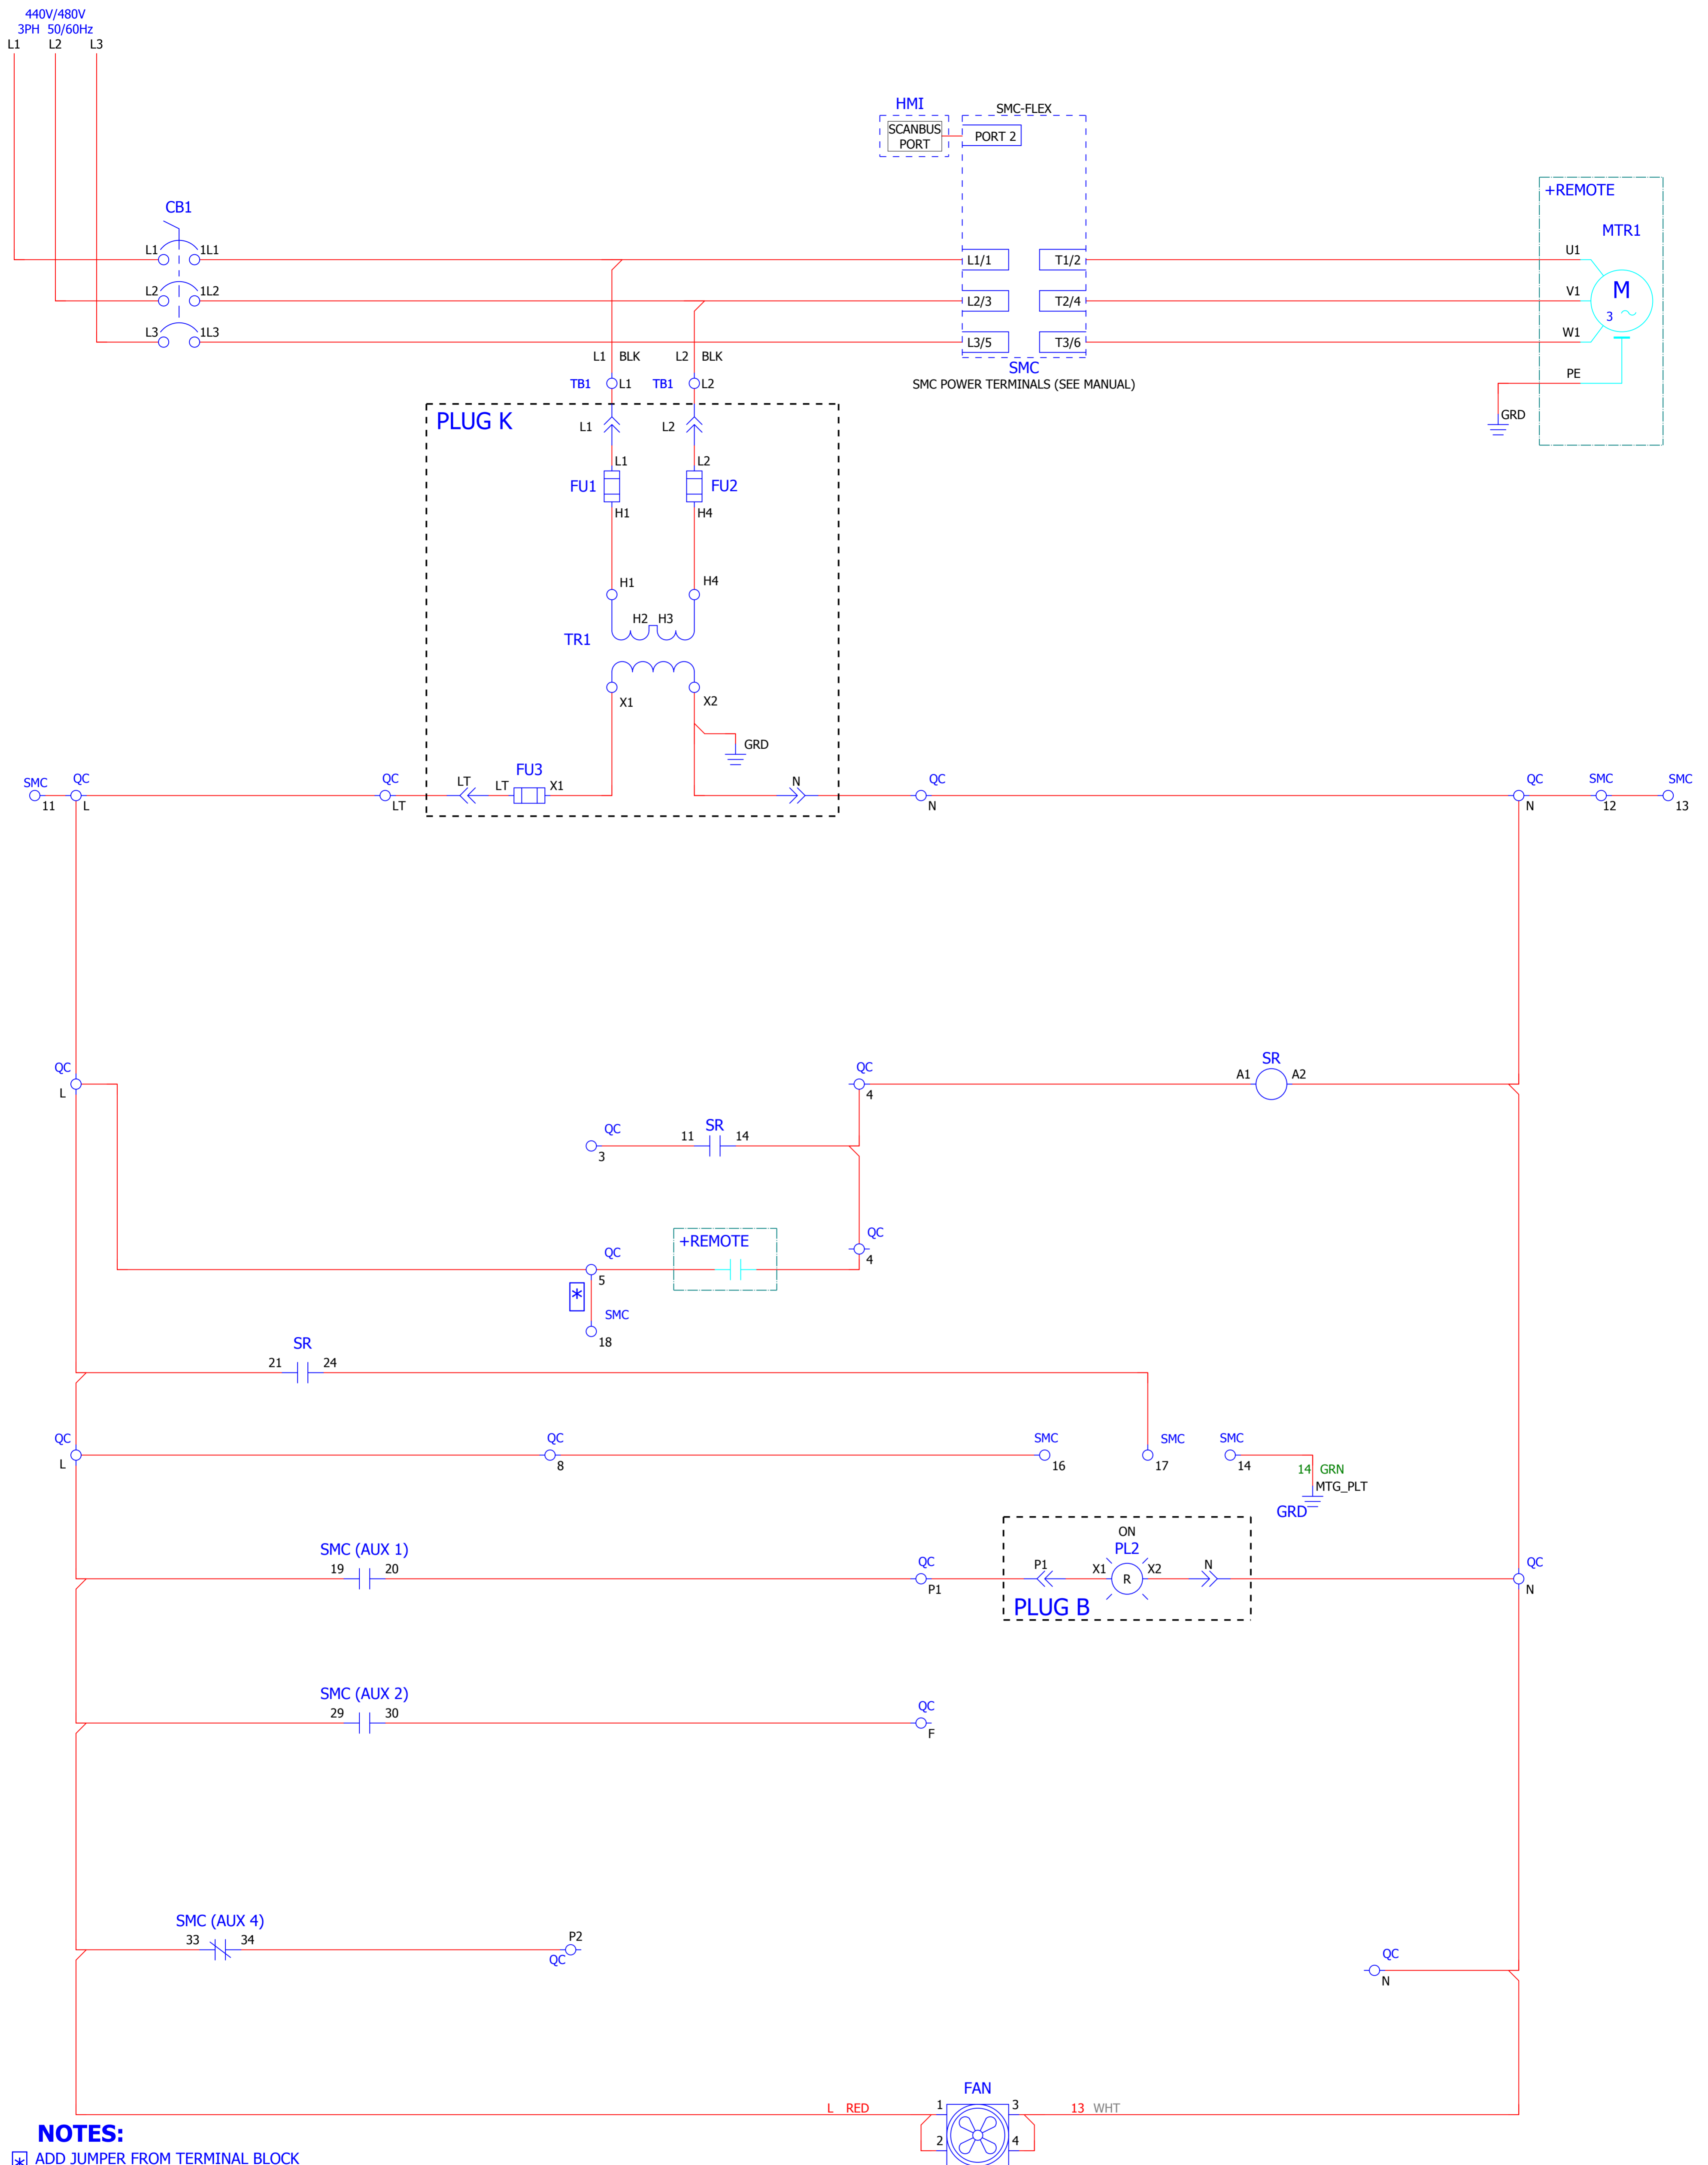 440V/480V
3PH 50/60Hz
L1 L2 L3
HMI
SMC-FLEX
SCANBUS
PORT
PORT 2
+REMOTE
CB1
MTR1
L1 1L1
L1/1 T1/2
U1
L2 1L2
L2/3 T2/4
V1
M
3
L3 1L3
L3/5 T3/6
W1
L1 BLK L2 BLK
SMC
SMC POWER TERMINALS (SEE MANUAL)
PE
TB1 L1 TB1 L2
GRD
PLUG K
L1 L2
L1 L2
FU1 FU2
H1 H4
H1 H4
H2 H3
TR1
X1 X2
GRD
FU3
SMC QC QC LT LT X1 N QC QC SMC SMC
11 L LT N N 12 13
QC QC SR
A1 A2
L 4
QC SR
11 14
3
QC
+REMOTE
4
QC
5
*
SMC
18
SR
21 24
QC QC SMC SMC SMC
L 8 16 17 14
14 GRN
MTG_PLT
GRD
ON
PL2
SMC (AUX 1)
19 20 QC P1 X1 R X2 N QC
P1 N
PLUG B
SMC (AUX 2)
29 30 QC
F
SMC (AUX 4)
33 34 P2
QC
QC
N
FAN
L RED 1 3 13 WHT
2 4
NOTES:
* ADD JUMPER FROM TERMINAL BLOCK